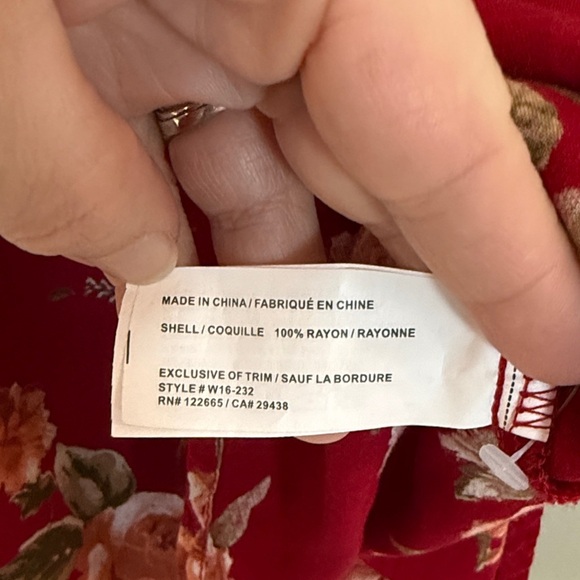 MADE IN CHINA / FABRIQUÉ EN CHINE
SHELL / COQUILLE 100% RAYON / RAYONNE
EXCLUSIVE OF TRIM / SAUF LA BORDURE
STYLE # W16-232
RN# 122665 / CA# 29438